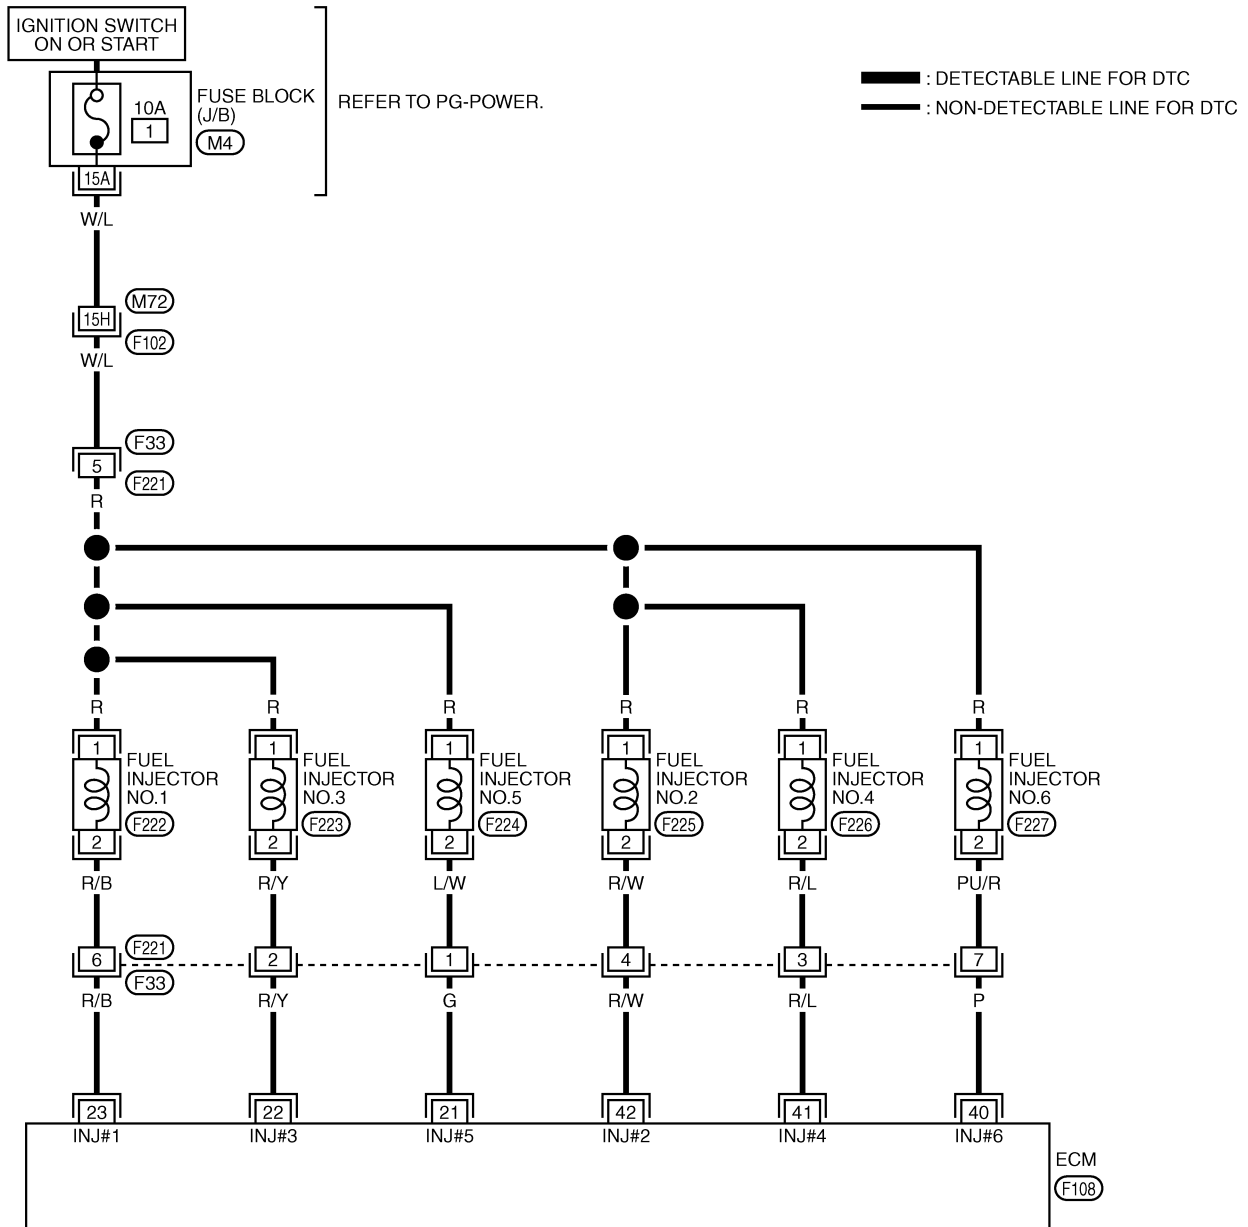 IGNITION SWITCH
ON OR START
FUSE BLOCK
(J/B)
M4
10A
1
REFER TO PG-POWER.
: DETECTABLE LINE FOR DTC
: NON-DETECTABLE LINE FOR DTC
15A
W/L
M72
15H
F102
W/L
F33
5
F221
R
R R R R R R
1 1 1 1 1 1
FUEL
INJECTOR
NO.1
F222
FUEL
INJECTOR
NO.3
F223
FUEL
INJECTOR
NO.5
F224
FUEL
INJECTOR
NO.2
F225
FUEL
INJECTOR
NO.4
F226
FUEL
INJECTOR
NO.6
F227
2 2 2 2 2 2
R/B R/Y L/W R/W R/L PU/R
F221
6 2 1 4 3 7
F33
R/B R/Y G R/W R/L P
23 22 21 42 41 40
INJ#1 INJ#3 INJ#5 INJ#2 INJ#4 INJ#6
ECM
F108